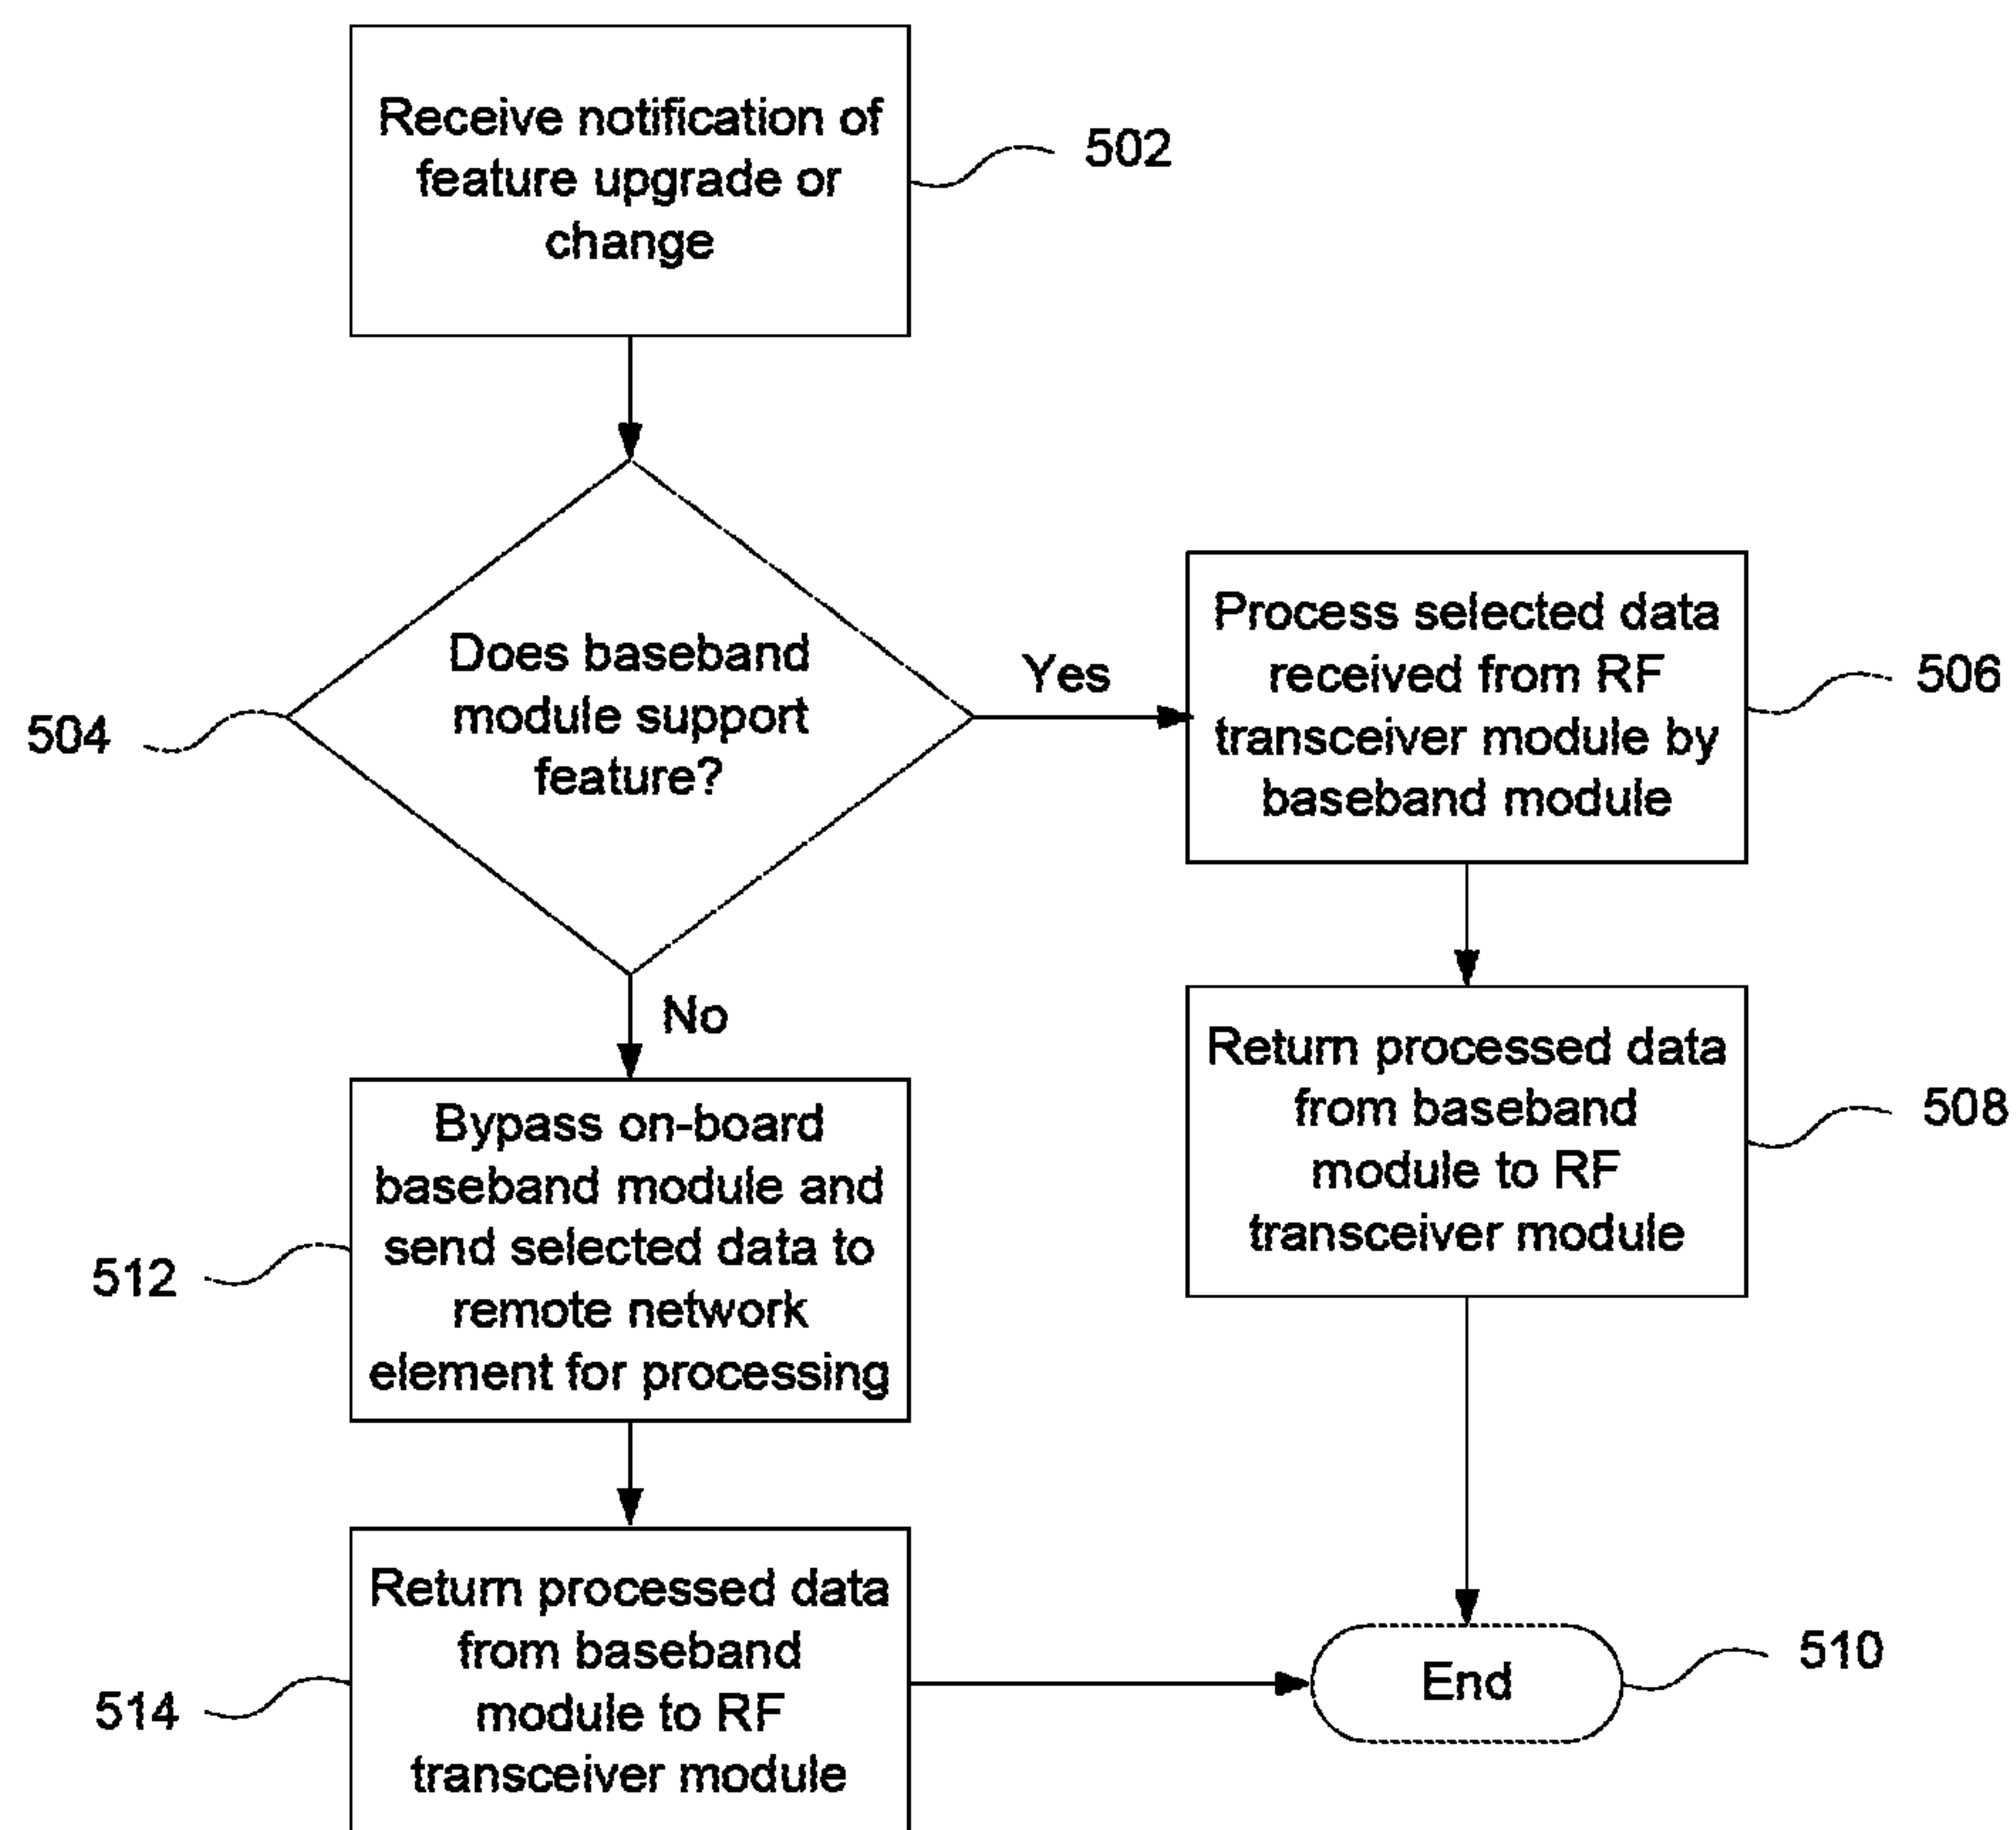 Receive notification of
feature upgrade or
change
502
Does baseband
module support
feature?
504
Yes
Process selected data
received from RF
transceiver module by
baseband module
506
Return processed data
from baseband
module to RF
transceiver module
508
No
Bypass on-board
baseband module and
send selected data to
remote network
element for processing
512
Return processed data
from baseband
module to RF
transceiver module
514
End
510